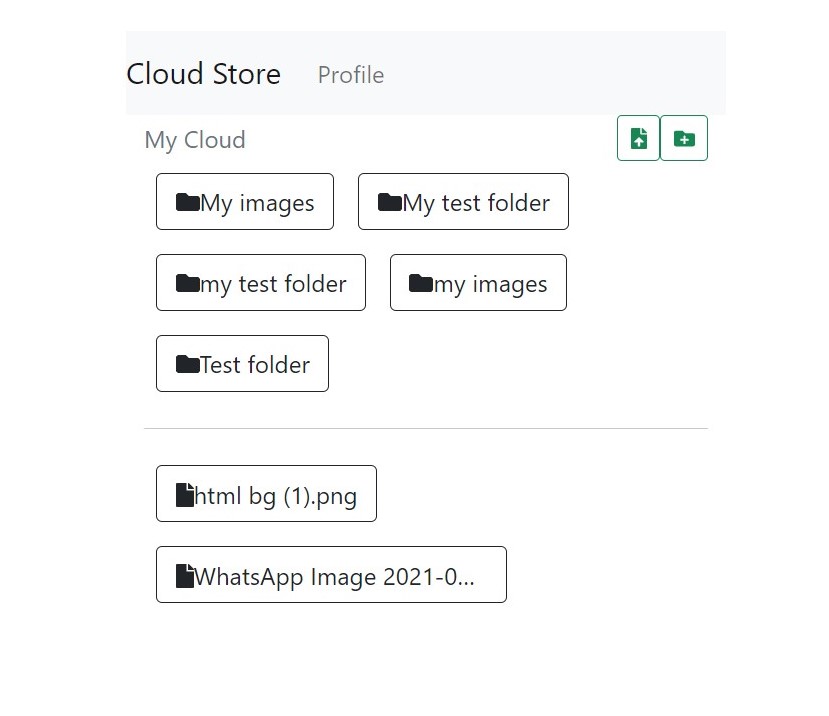 Cloud Store Profile
My Cloud
My images My test folder
my test folder my images
Test folder
html bg (1).png
WhatsApp Image 2021-0...